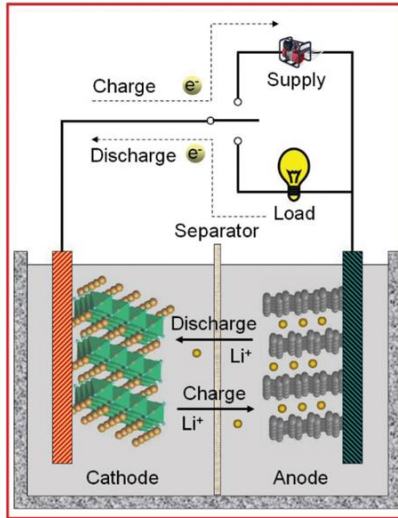 Charge e⁻
Supply
Discharge e⁻
Load
Separator
Discharge
Li⁺
Charge
Li⁺
Cathode
Anode